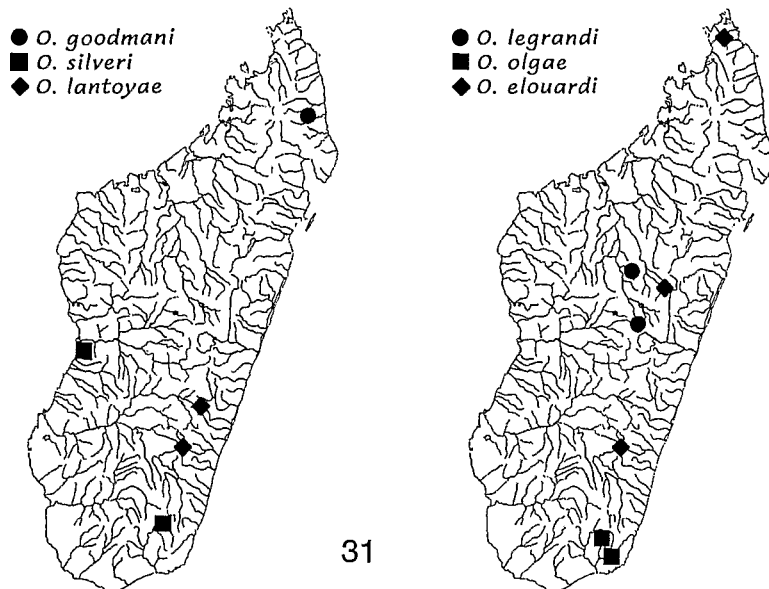 O. goodmani
O. silveri
O. lantoyae
O. legrandi
O. olgae
O. elouardi
31